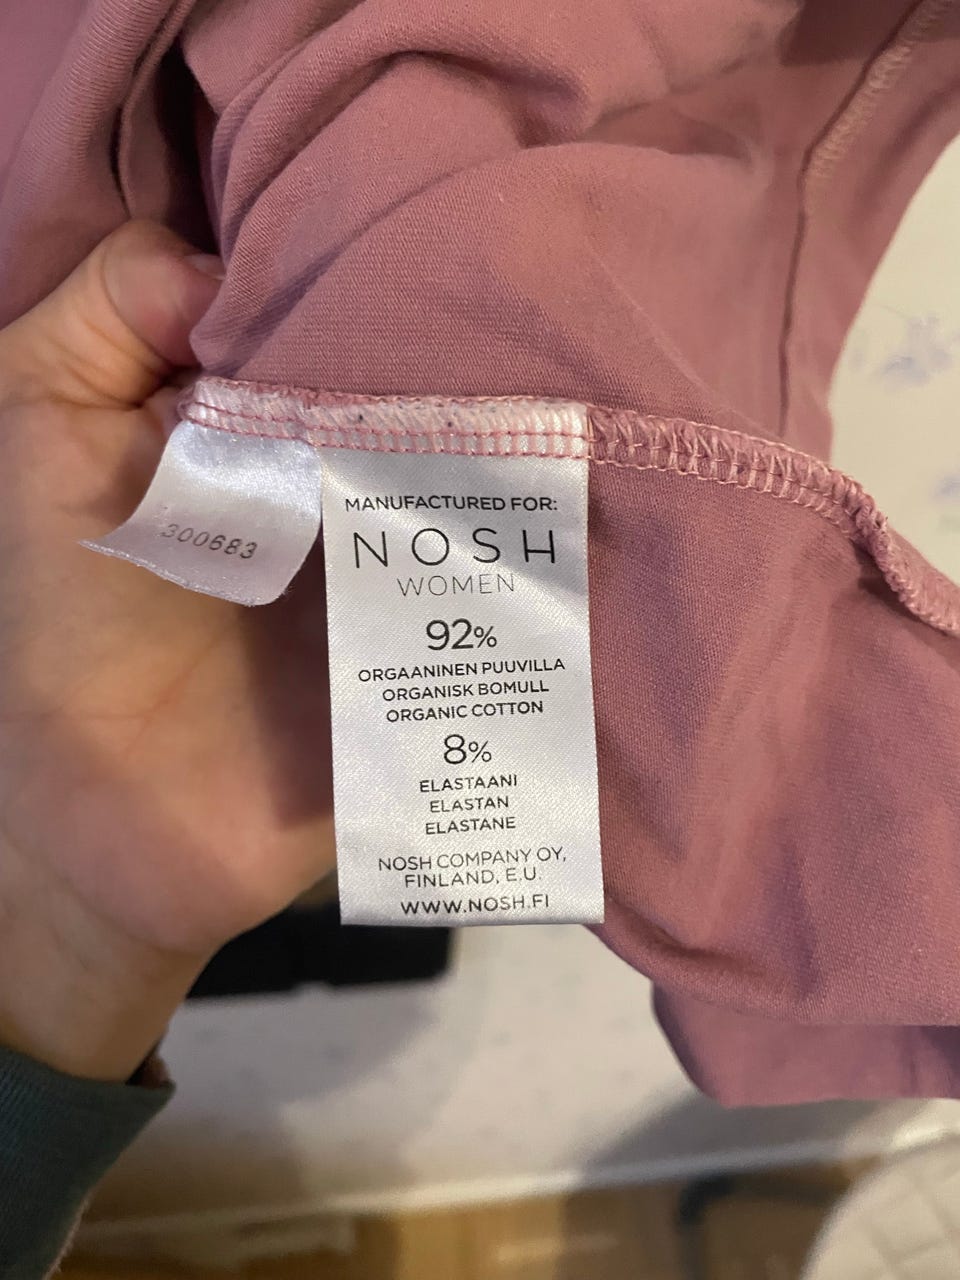 300683
MANUFACTURED FOR:
NOSH
WOMEN
92%
ORGAANINEN PUUVILLA
ORGANISK BOMULL
ORGANIC COTTON
8%
ELASTAANI
ELASTAN
ELASTANE
NOSH COMPANY OY,
FINLAND, E.U.
WWW.NOSH.FI